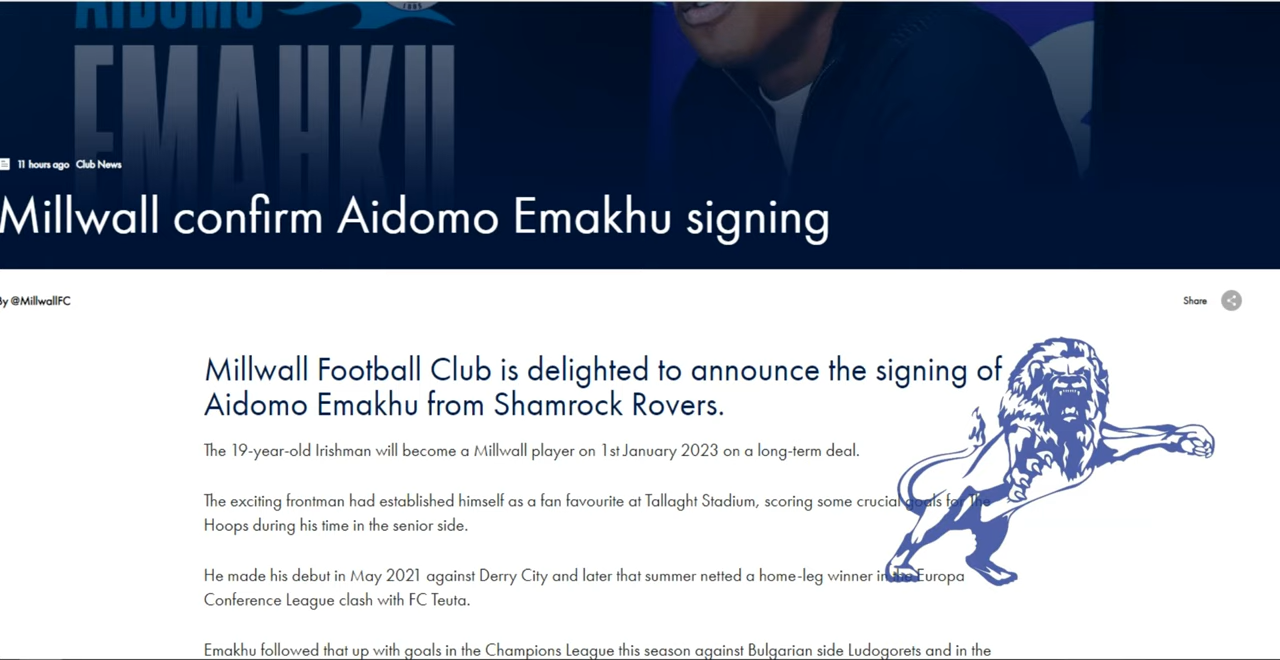 AIDOMO
EMAHKU
1885
11 hours ago Club News
Millwall confirm Aidomo Emakhu signing
By @MillwallFC
Share
Millwall Football Club is delighted to announce the signing of
Aidomo Emakhu from Shamrock Rovers.
The 19-year-old Irishman will become a Millwall player on 1st January 2023 on a long-term deal.
The exciting frontman had established himself as a fan favourite at Tallaght Stadium, scoring some crucial goals for The
Hoops during his time in the senior side.
He made his debut in May 2021 against Derry City and later that summer netted a home-leg winner in the Europa
Conference League clash with FC Teuta.
Emakhu followed that up with goals in the Champions League this season against Bulgarian side Ludogorets and in the